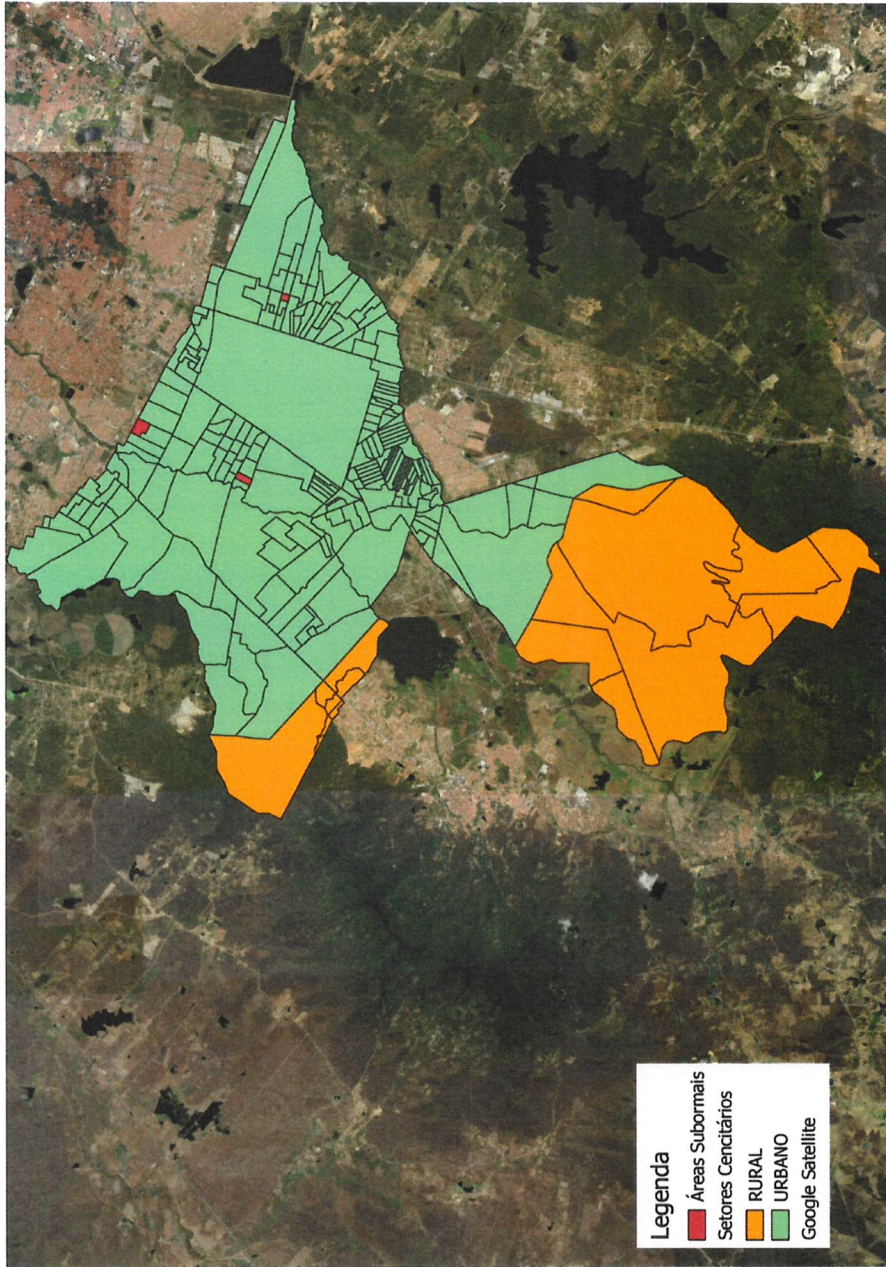 Legenda
Áreas Subormais
Setores Cencitários
RURAL
URBANO
Google Satellite